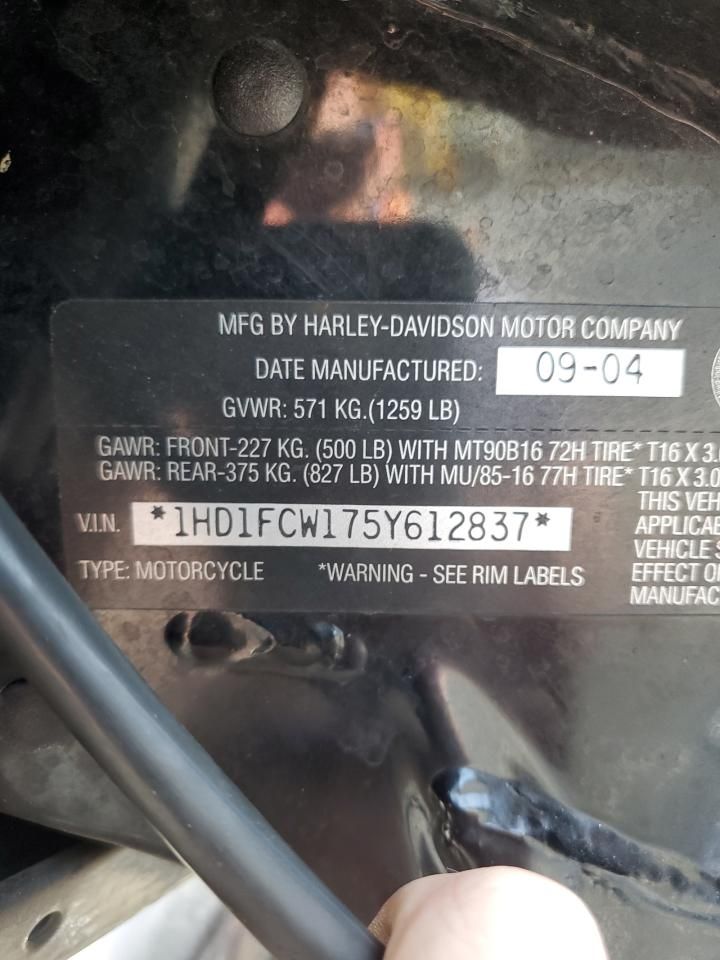 MFG BY HARLEY-DAVIDSON MOTOR COMPANY
DATE MANUFACTURED: 09-04
GVWR: 571 KG.(1259 LB)
GAWR: FRONT-227 KG. (500 LB) WITH MT90B16 72H TIRE* T16 X 3.
GAWR: REAR-375 KG. (827 LB) WITH MU/85-16 77H TIRE* T16 X 3.0
THIS VEH
V.I.N. *1HD1FCW175Y612837* APPLICAB
VEHICLE S
TYPE: MOTORCYCLE *WARNING - SEE RIM LABELS EFFECT O
MANUFAC